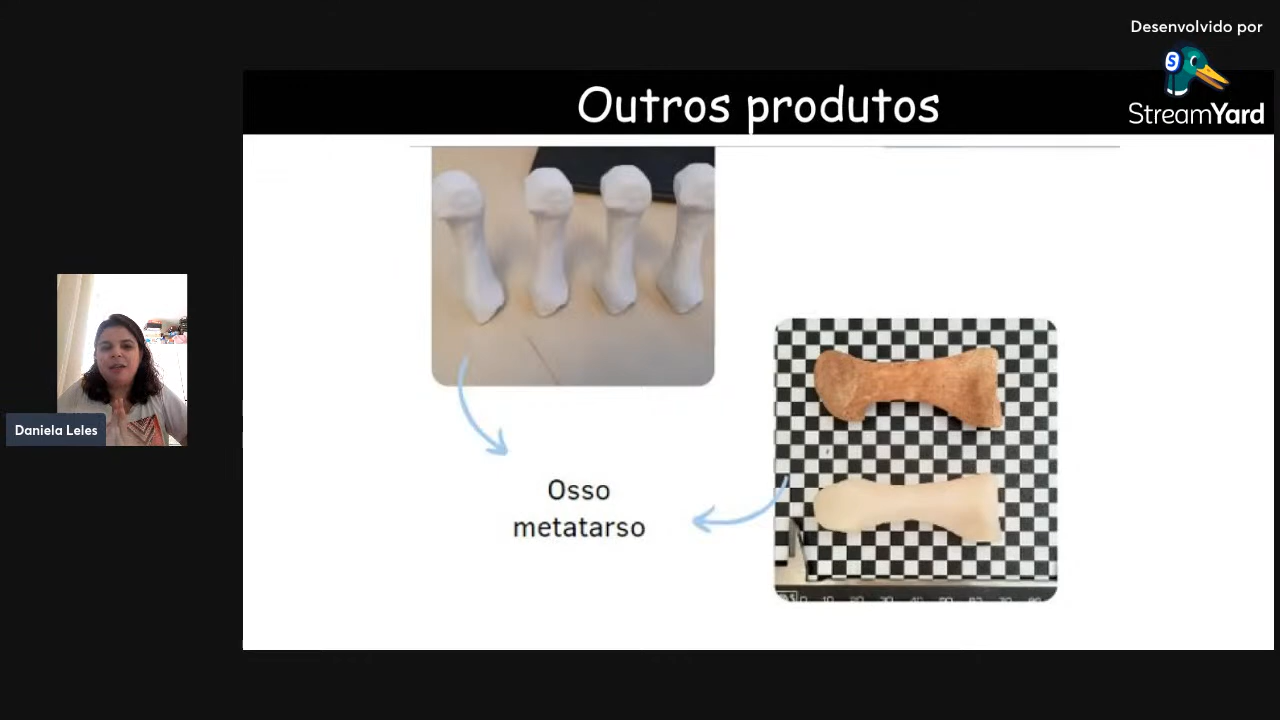 Desenvolvido por
StreamYard
Outros produtos
Osso
metatarso
Daniela Leles